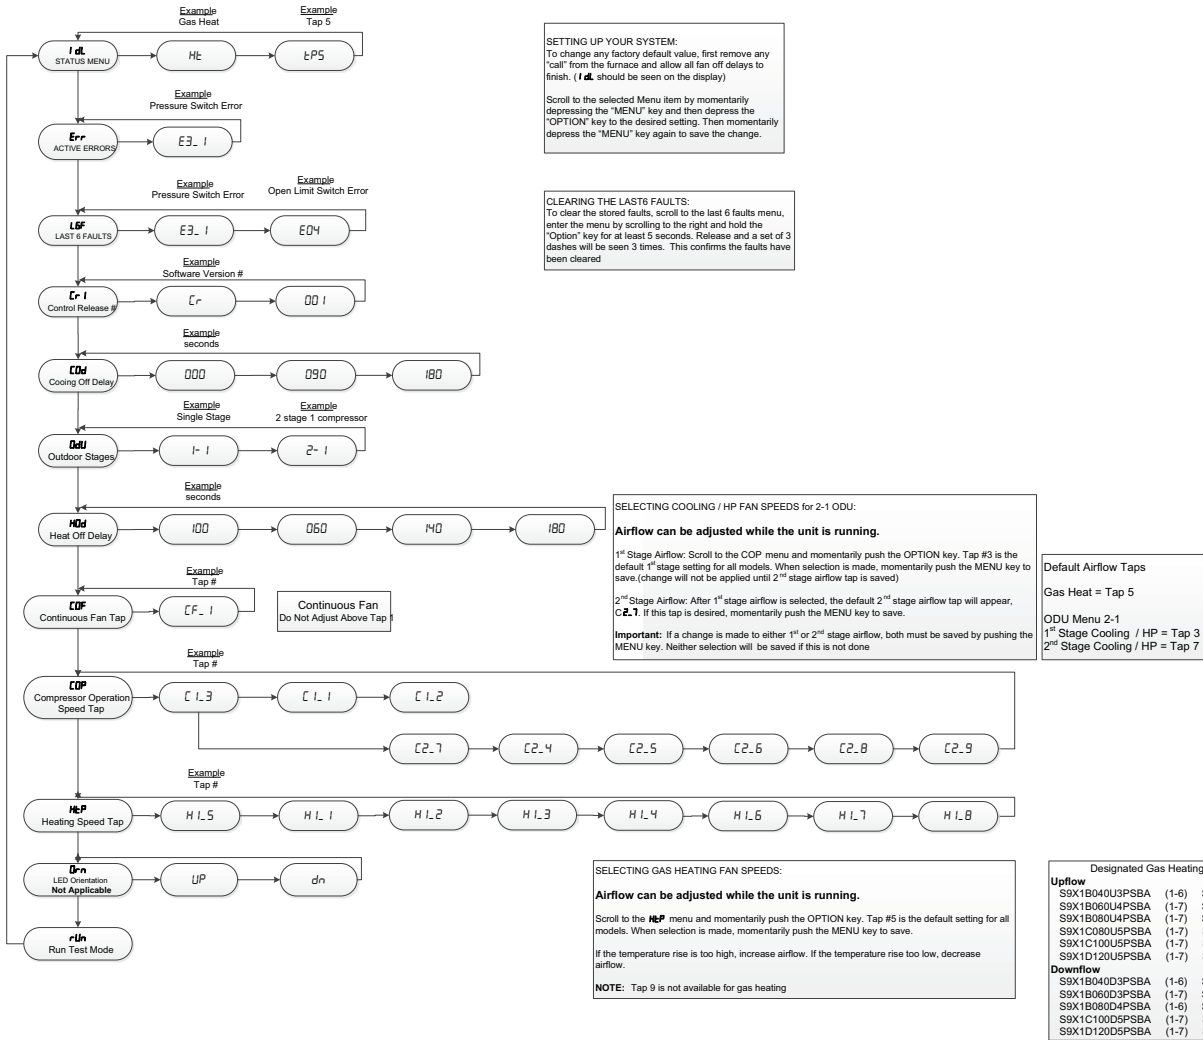 Example
Gas Heat
Example
Tap 5
IdL
STATUS MENU
Ht
tP5
Example
Pressure Switch Error
Err
ACTIVE ERRORS
E3_1
Example
Pressure Switch Error
Example
Open Limit Switch Error
L6F
LAST 6 FAULTS
E3_1
E04
Example
Software Version #
Cr1
Control Release #
Cr
001
Example
seconds
C0d
Cooing Off Delay
000
090
180
Example
Single Stage
Example
2 stage 1 compressor
0dU
Outdoor Stages
1-1
2-1
Example
seconds
H0d
Heat Off Delay
100
060
140
180
Example
Tap #
C0F
Continuous Fan Tap
CF_1
Continuous Fan
Do Not Adjust Above Tap 1
Example
Tap #
C0P
Compressor Operation
Speed Tap
C1_3
C1_1
C1_2
C2_7
C2_4
C2_5
C2_6
C2_8
C2_9
Example
Tap #
HtP
Heating Speed Tap
H1_5
H1_1
H1_2
H1_3
H1_4
H1_6
H1_7
H1_8
0rn
LED Orientation
Not Applicable
UP
dn
rUn
Run Test Mode
SETTING UP YOUR SYSTEM:
To change any factory default value, first remove any
"call" from the furnace and allow all fan off delays to
finish. ( IdL should be seen on the display)
Scroll to the selected Menu item by momentarily
depressing the "MENU" key and then depress the
"OPTION" key to the desired setting. Then momentarily
depress the "MENU" key again to save the change.
CLEARING THE LAST6 FAULTS:
To clear the stored faults, scroll to the last 6 faults menu,
enter the menu by scrolling to the right and hold the
"Option" key for at least 5 seconds. Release and a set of 3
dashes will be seen 3 times. This confirms the faults have
been cleared
SELECTING COOLING / HP FAN SPEEDS for 2-1 ODU:
Airflow can be adjusted while the unit is running.
1st Stage Airflow: Scroll to the COP menu and momentarily push the OPTION key. Tap #3 is the
default 1st stage setting for all models. When selection is made, momentarily push the MENU key to
save.(change will not be applied until 2nd stage airflow tap is saved)
2nd Stage Airflow: After 1st stage airflow is selected, the default 2nd stage airflow tap will appear,
C2_7. If this tap is desired, momentarily push the MENU key to save.
Important: If a change is made to either 1st or 2nd stage airflow, both must be saved by pushing the
MENU key. Neither selection will be saved if this is not done
Default Airflow Taps
Gas Heat = Tap 5
ODU Menu 2-1
1st Stage Cooling / HP = Tap 3
2nd Stage Cooling / HP = Tap 7
SELECTING GAS HEATING FAN SPEEDS:
Airflow can be adjusted while the unit is running.
Scroll to the HtP menu and momentarily push the OPTION key. Tap #5 is the default setting for all
models. When selection is made, momentarily push the MENU key to save.
If the temperature rise is too high, increase airflow. If the temperature rise too low, decrease
airflow.
NOTE: Tap 9 is not available for gas heating
Designated Gas Heating
Upflow
S9X1B040U3PSBA (1-6)
S9X1B060U4PSBA (1-7)
S9X1B080U4PSBA (1-7)
S9X1C080U5PSBA (1-7)
S9X1C100U5PSBA (1-7)
S9X1D120U5PSBA (1-7)
Downflow
S9X1B040D3PSBA (1-6)
S9X1B060D3PSBA (1-7)
S9X1B080D4PSBA (1-6)
S9X1C100D5PSBA (1-7)
S9X1D120D5PSBA (1-7)